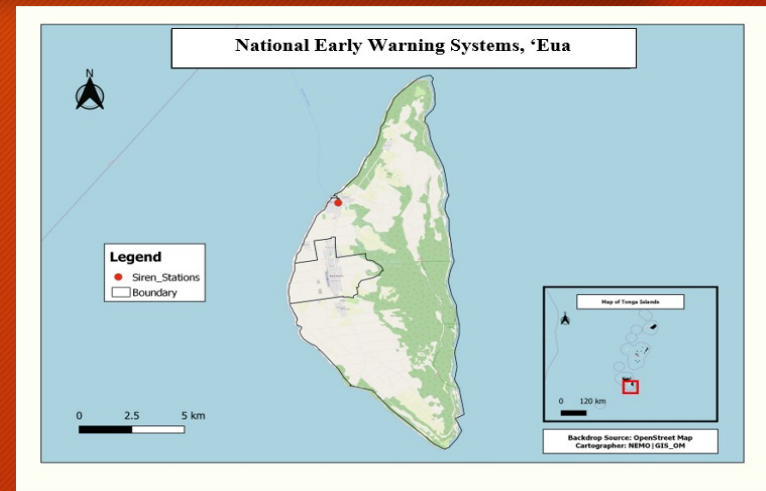 National Early Warning Systems, ‘Eua
N
Legend
Siren_Stations
Boundary
0 2.5 5 km
Map of Tonga Islands
0 120 km
Backdrop Source: OpenStreet Map
Cartographer: NEMO|GIS_OM